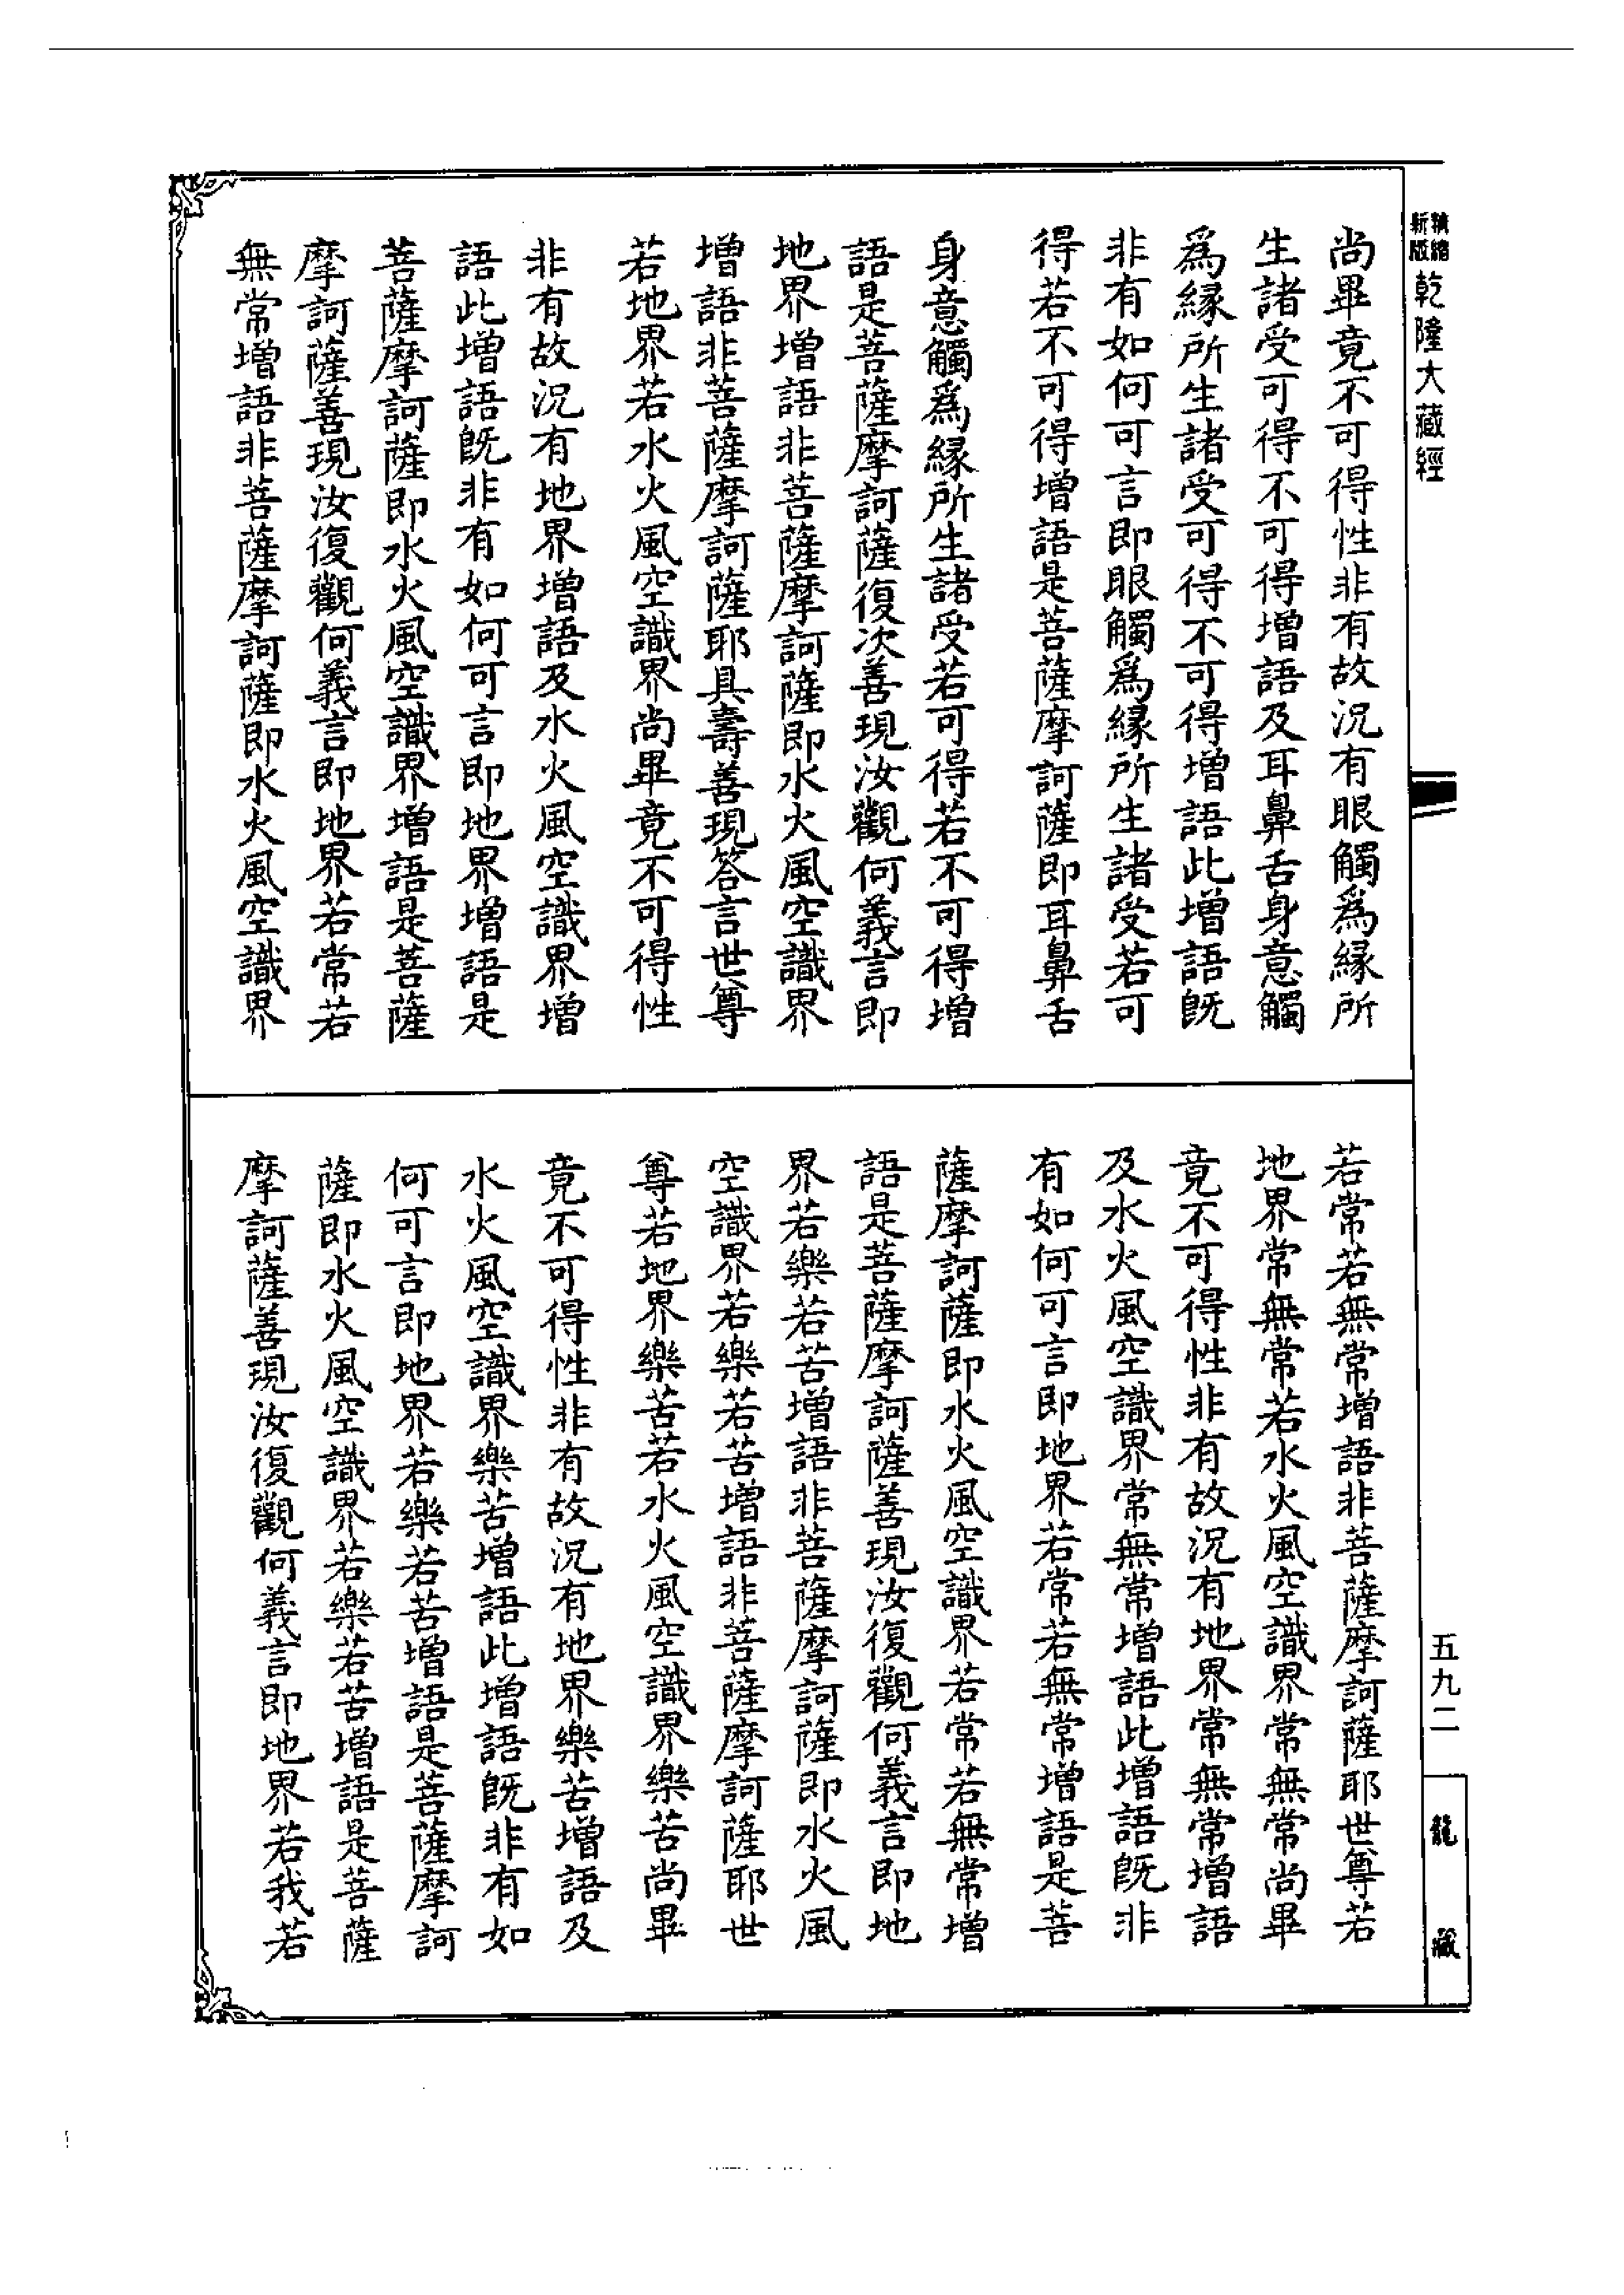 新版精縮乾隆大藏經
尚畢竟不可得性非有故況有眼觸爲緣所
生諸受可得不可得增語及耳鼻舌身意觸
爲緣所生諸受可得不可得增語此增語既
非有如何可言即眼觸爲緣所生諸受若可
得若不可得增語是菩薩摩訶薩即耳鼻舌
身意觸爲緣所生諸受若可得若不可得增
語是菩薩摩訶薩復次善現汝觀何義言即
地界增語非菩薩摩訶薩即水火風空識界
增語非菩薩摩訶薩耶具壽善現答言世尊
若地界若水火風空識界尚畢竟不可得性
非有故況有地界增語及水火風空識界增
語此增語既非有如何可言即地界增語是
菩薩摩訶薩即水火風空識界增語是菩薩
摩訶薩善現汝復觀何義言即地界若常若
無常增語非菩薩摩訶薩即水火風空識界
若常若無常增語非菩薩摩訶薩耶世尊若
地界常無常若水火風空識界常無常尚畢
竟不可得性非有故況有地界常無常增語
及水火風空識界常無常增語此增語既非
有如何可言即地界若常若無常增語是菩
薩摩訶薩即水火風空識界若常若無常增
語是菩薩摩訶薩善現汝復觀何義言即地
界若樂若苦增語非菩薩摩訶薩即水火風
空識界若樂若苦增語非菩薩摩訶薩耶世
尊若地界樂苦若水火風空識界樂苦尚畢
竟不可得性非有故況有地界樂苦增語及
水火風空識界樂苦增語此增語既非有如
何可言即地界若樂若苦增語是菩薩摩訶
薩即水火風空識界若樂若苦增語是菩薩
摩訶薩善現汝復觀何義言即地界若我若
五九二
龍藏